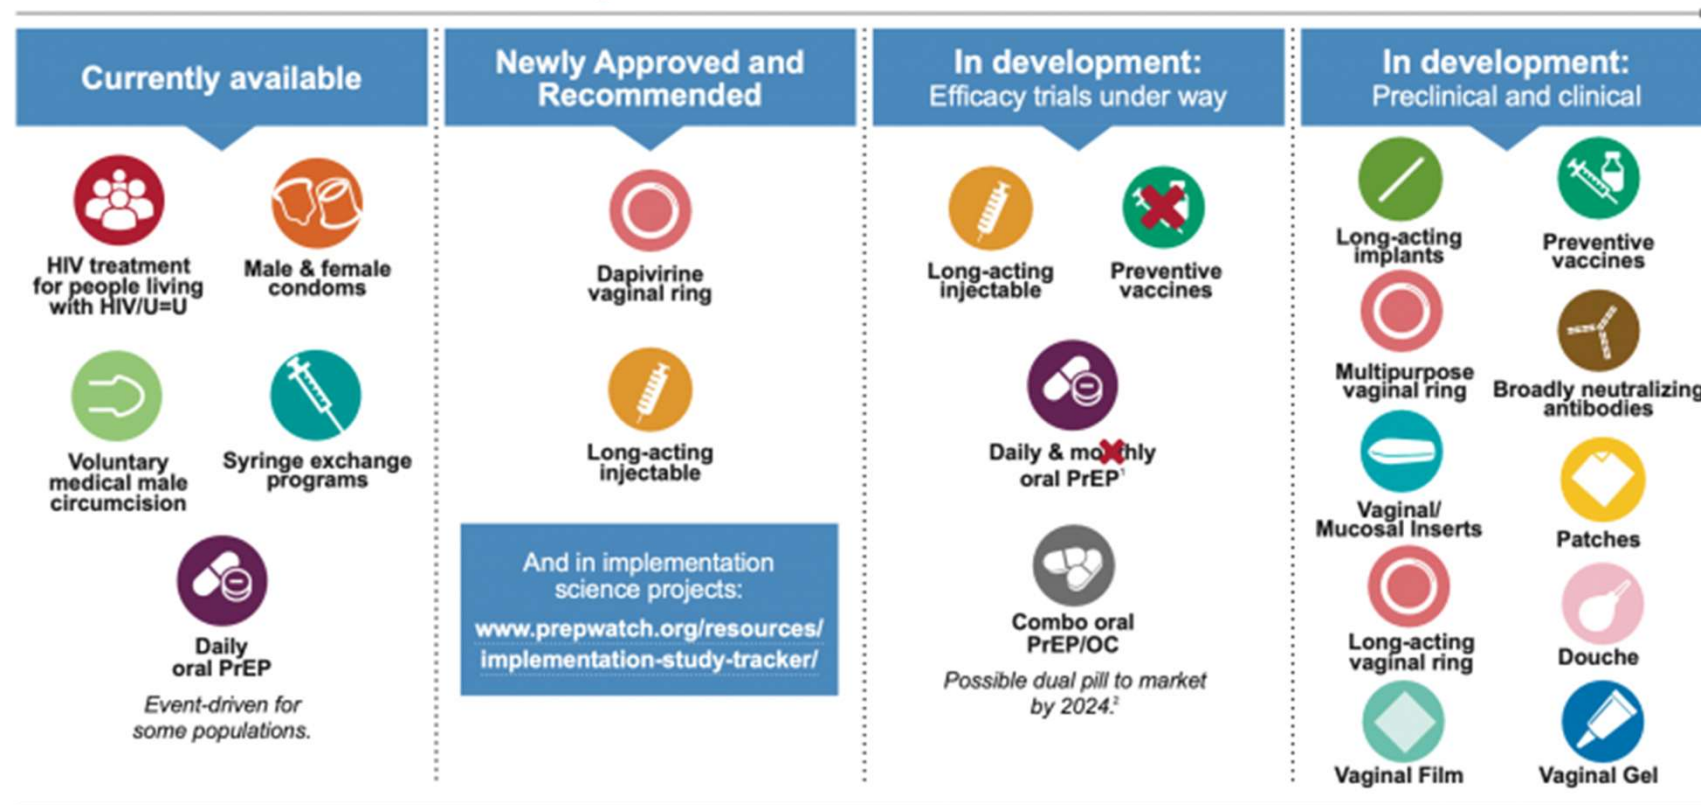 Currently available
HIV treatment
for people living
with HIV/U=U
Male & female
condoms
Voluntary
medical male
circumcision
Syringe exchange
programs
Daily
oral PrEP
Event-driven for
some populations.
Newly Approved and
Recommended
Dapivirine
vaginal ring
Long-acting
injectable
And in implementation
science projects:
www.prepwatch.org/resources/
implementation-study-tracker/
In development:
Efficacy trials under way
Long-acting
injectable
Preventive
vaccines
Daily & monthly
oral PrEP¹
Combo oral
PrEP/OC
Possible dual pill to market
by 2024.²
In development:
Preclinical and clinical
Long-acting
implants
Preventive
vaccines
Multipurpose
vaginal ring
Broadly neutralizing
antibodies
Vaginal/
Mucosal Inserts
Patches
Long-acting
vaginal ring
Douche
Vaginal Film
Vaginal Gel